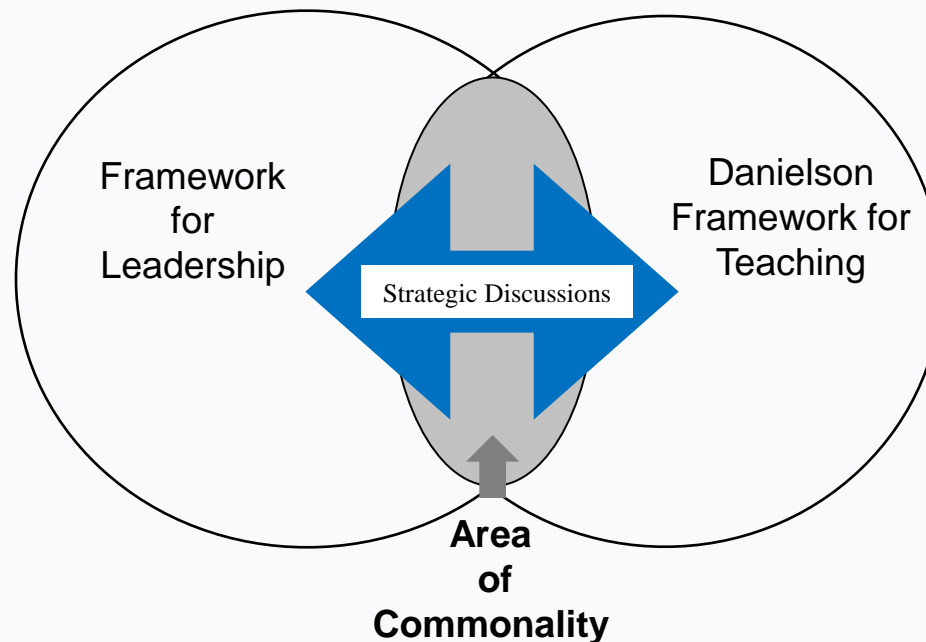 Framework
for
Leadership
Danielson
Framework for
Teaching
Strategic Discussions
Area
of
Commonality